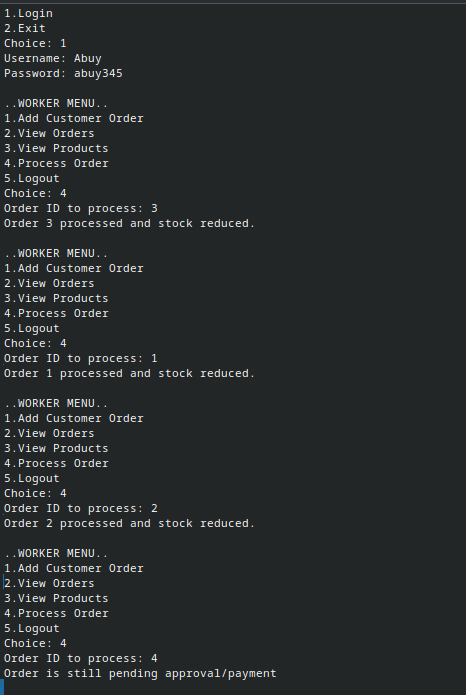 1.Login
2.Exit
Choice: 1
Username: Abuy
Password: abuy345
..WORKER MENU..
1.Add Customer Order
2.View Orders
3.View Products
4.Process Order
5.Logout
Choice: 4
Order ID to process: 3
Order 3 processed and stock reduced.
..WORKER MENU..
1.Add Customer Order
2.View Orders
3.View Products
4.Process Order
5.Logout
Choice: 4
Order ID to process: 1
Order 1 processed and stock reduced.
..WORKER MENU..
1.Add Customer Order
2.View Orders
3.View Products
4.Process Order
5.Logout
Choice: 4
Order ID to process: 2
Order 2 processed and stock reduced.
..WORKER MENU..
1.Add Customer Order
2.View Orders
3.View Products
4.Process Order
5.Logout
Choice: 4
Order ID to process: 4
Order is still pending approval/payment